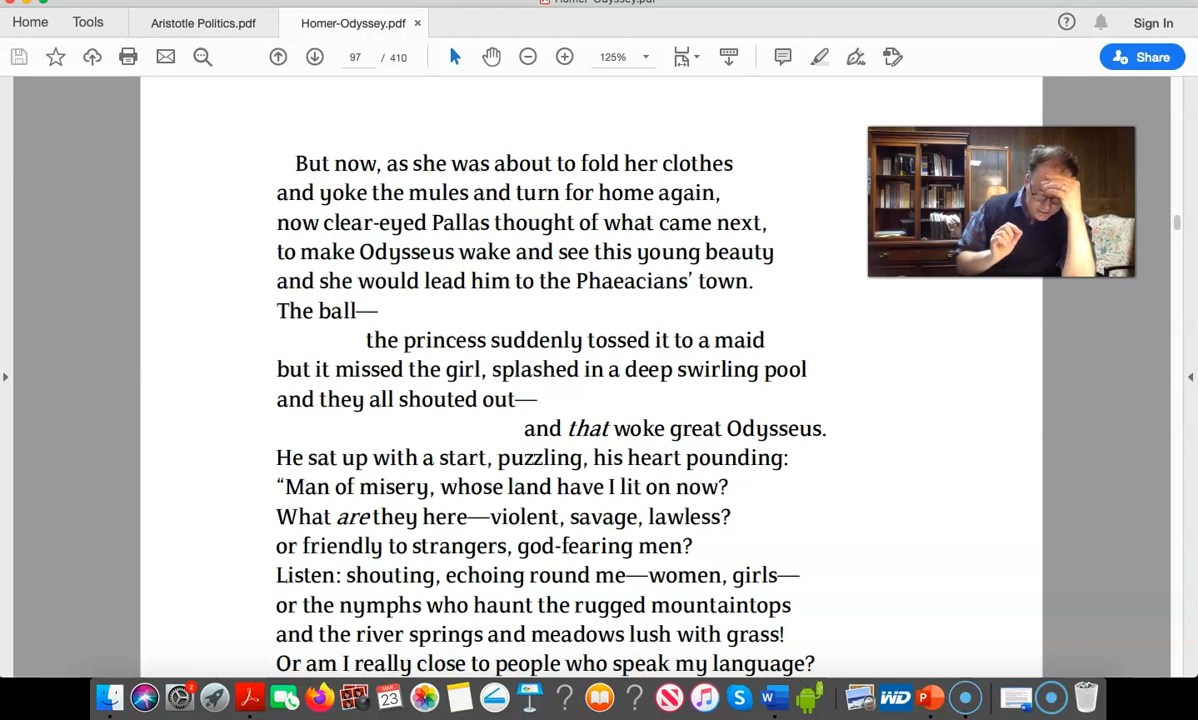 Homer-Odyssey.pdf
Home Tools Aristotle Politics.pdf Homer-Odyssey.pdf × ? Sign In
97 / 410 125% Share
But now, as she was about to fold her clothes
and yoke the mules and turn for home again,
now clear-eyed Pallas thought of what came next,
to make Odysseus wake and see this young beauty
and she would lead him to the Phaeacians’ town.
The ball—
the princess suddenly tossed it to a maid
but it missed the girl, splashed in a deep swirling pool
and they all shouted out—
and that woke great Odysseus.
He sat up with a start, puzzling, his heart pounding:
“Man of misery, whose land have I lit on now?
What are they here—violent, savage, lawless?
or friendly to strangers, god-fearing men?
Listen: shouting, echoing round me—women, girls—
or the nymphs who haunt the rugged mountaintops
and the river springs and meadows lush with grass!
Or am I really close to people who speak my language?
2 MAR 23 ? ? S W WD P